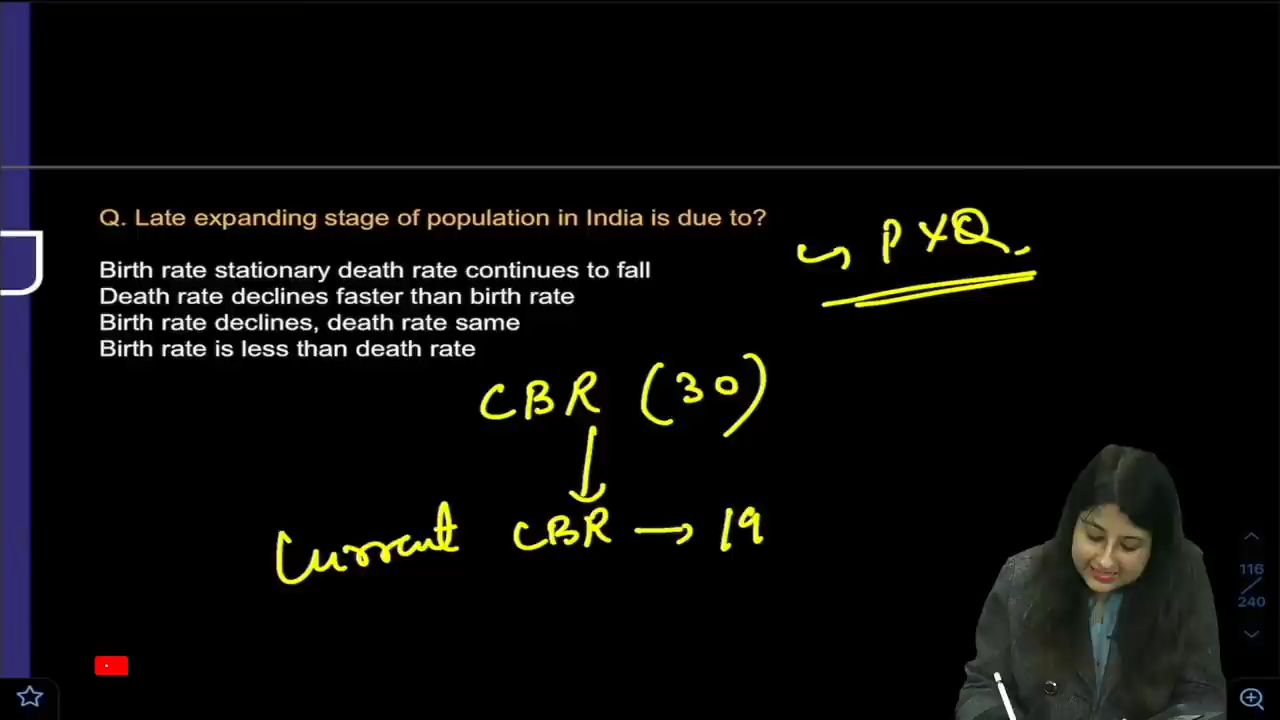 Q. Late expanding stage of population in India is due to?
PYQ
Birth rate stationary death rate continues to fall
Death rate declines faster than birth rate
Birth rate declines, death rate same
Birth rate is less than death rate
CBR (30)
Current CBR → 19
116
240